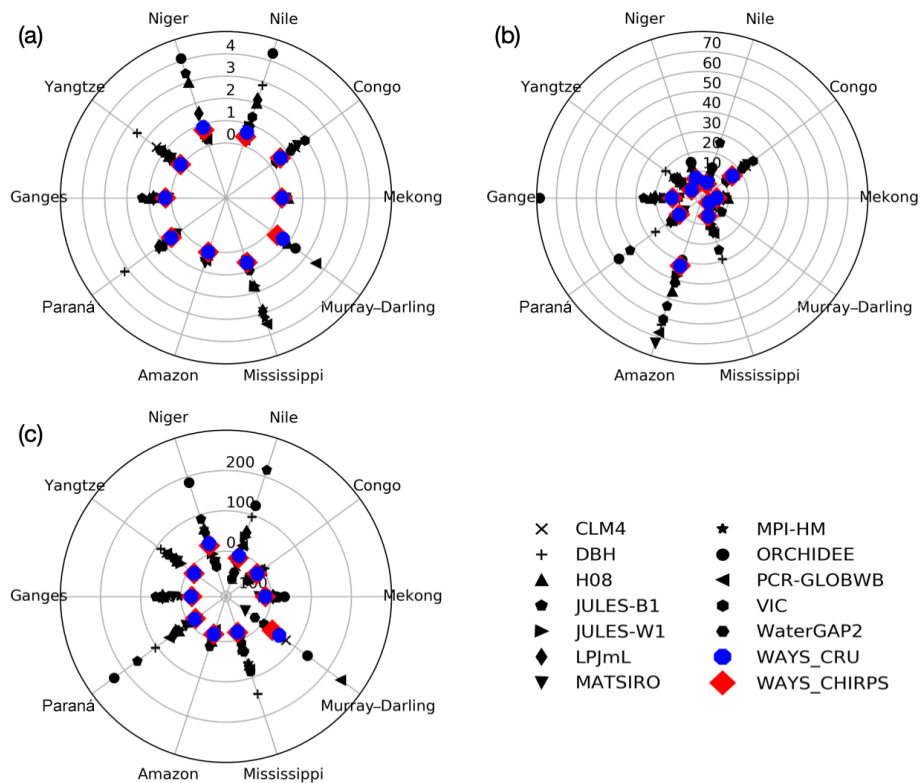 (a)
Niger
Nile
4
3
2
1
0
Yangtze
Congo
Ganges
Mekong
Paraná
Murray–Darling
Amazon
Mississippi
(b)
Niger
Nile
70
60
50
40
30
20
10
Yangtze
Congo
Ganges
Mekong
Paraná
Murray–Darling
Amazon
Mississippi
(c)
Niger
Nile
200
100
0
Yangtze
Congo
Ganges
Mekong
Paraná
Murray–Darling
Amazon
Mississippi
CLM4
DBH
H08
JULES-B1
JULES-W1
LPJmL
MATSIRO
MPI-HM
ORCHIDEE
PCR-GLOBWB
VIC
WaterGAP2
WAYS_CRU
WAYS_CHIRPS